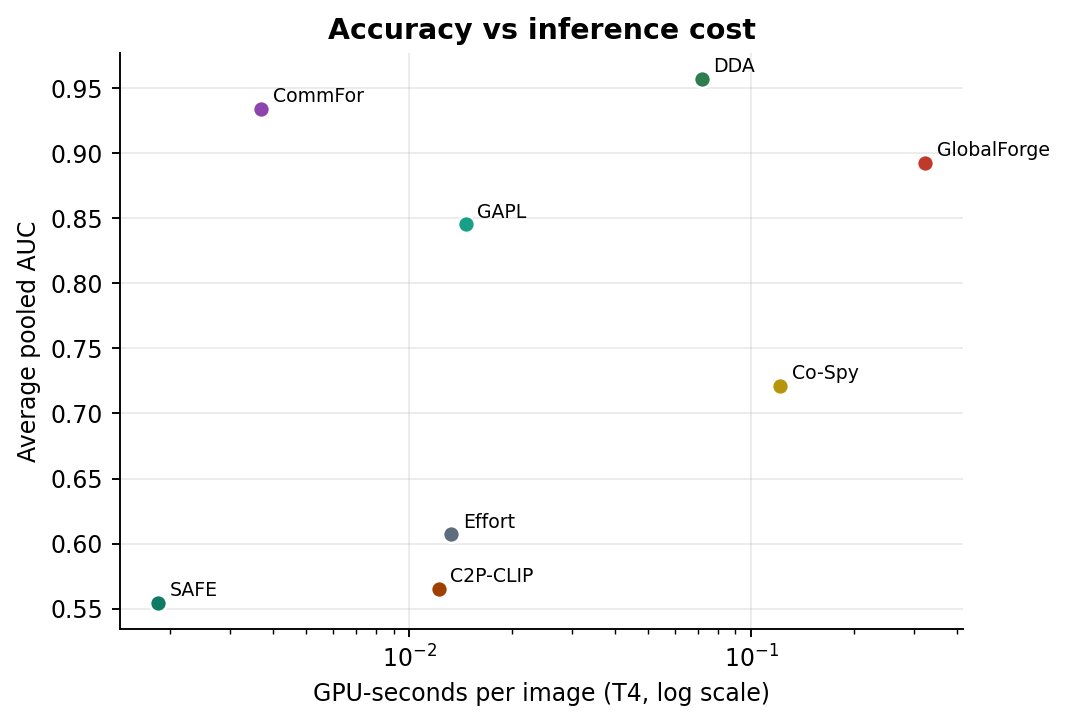 Accuracy vs inference cost
Average pooled AUC
0.95
0.90
0.85
0.80
0.75
0.70
0.65
0.60
0.55
DDA
CommFor
GlobalForge
GAPL
Co-Spy
Effort
C2P-CLIP
SAFE
10⁻² 10⁻¹
GPU-seconds per image (T4, log scale)